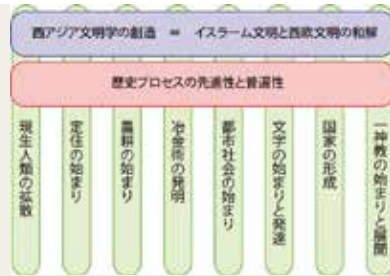 西アジア文明学の創造 = イスラーム文明と西欧文明の和解
歴史プロセスの先進性と普遍性
現生人類の拡散
定住の始まり
農耕の始まり
冶金術の発明
都市社会の始まり
文字の始まりと発達
国家の形成
一神教の始まりと展開